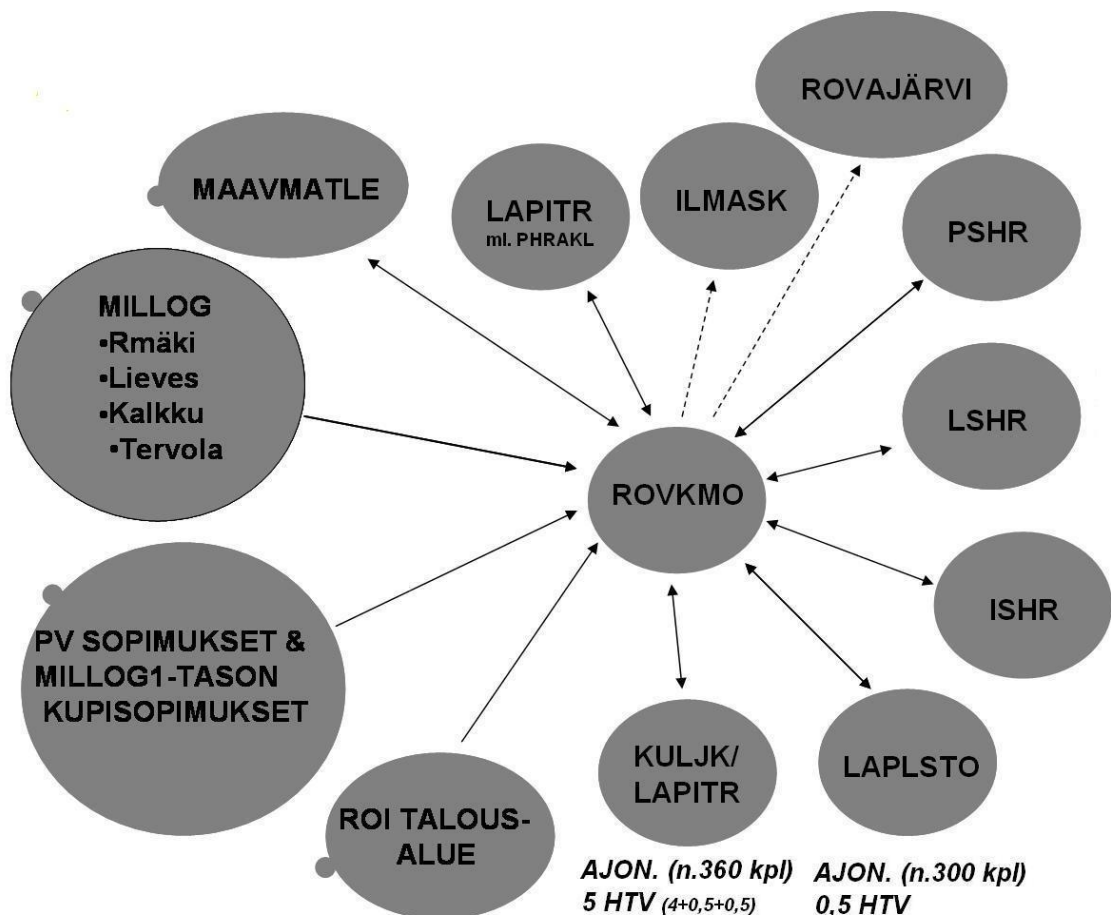 ROVAJÄRVI
MAAVMATLE
LAPITR
ml. PHRAKL
ILMASK
PSHR
MILLOG
•Rmäki
•Lieves
•Kalkku
•Tervola
LSHR
ROVKMO
ISHR
PV SOPIMUKSET &
MILLOG1-TASON
KUPISOPIMUKSET
KULJK/
LAPITR
LAPLSTO
ROI TALOUS-
ALUE
AJON. (n.360 kpl)
5 HTV (4+0,5+0,5)
AJON. (n.300 kpl)
0,5 HTV